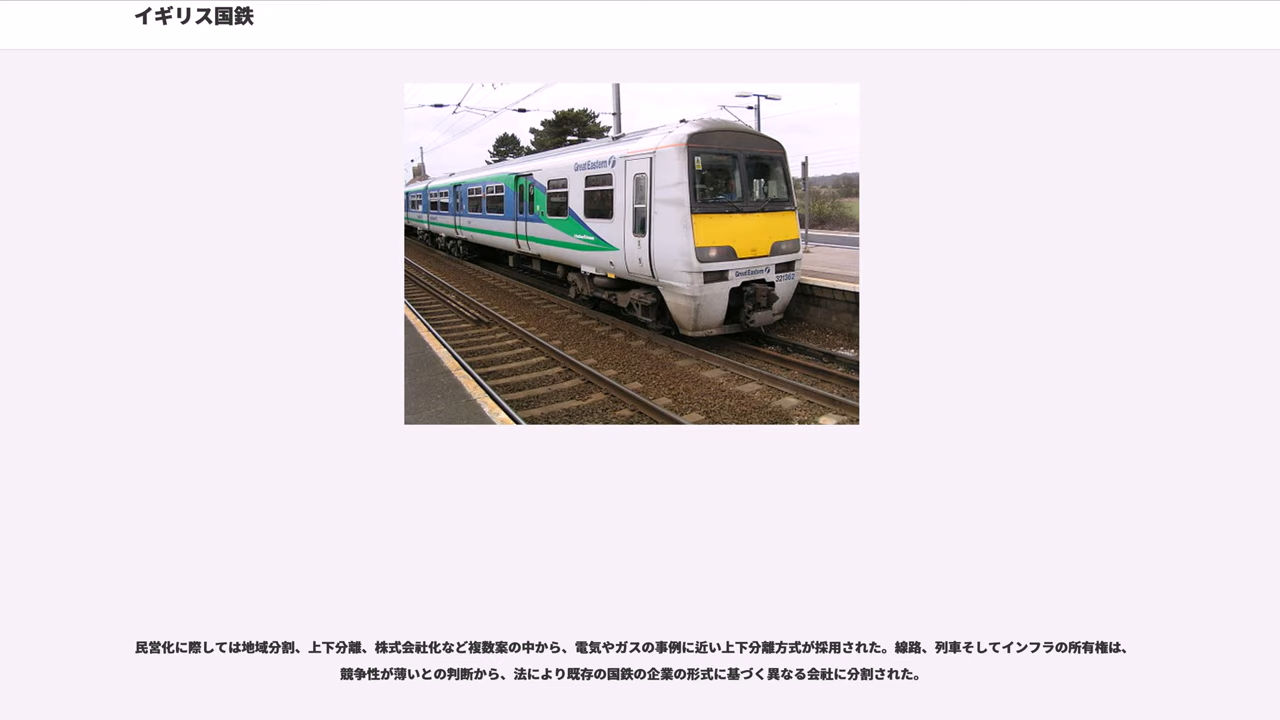 イギリス国鉄
Great Eastern
Great Eastern
321362
民営化に際しては地域分割、上下分離、株式会社化など複数案の中から、電気やガスの事例に近い上下分離方式が採用された。線路、列車そしてインフラの所有権は、
競争性が薄いとの判断から、法により既存の国鉄の企業の形式に基づく異なる会社に分割された。